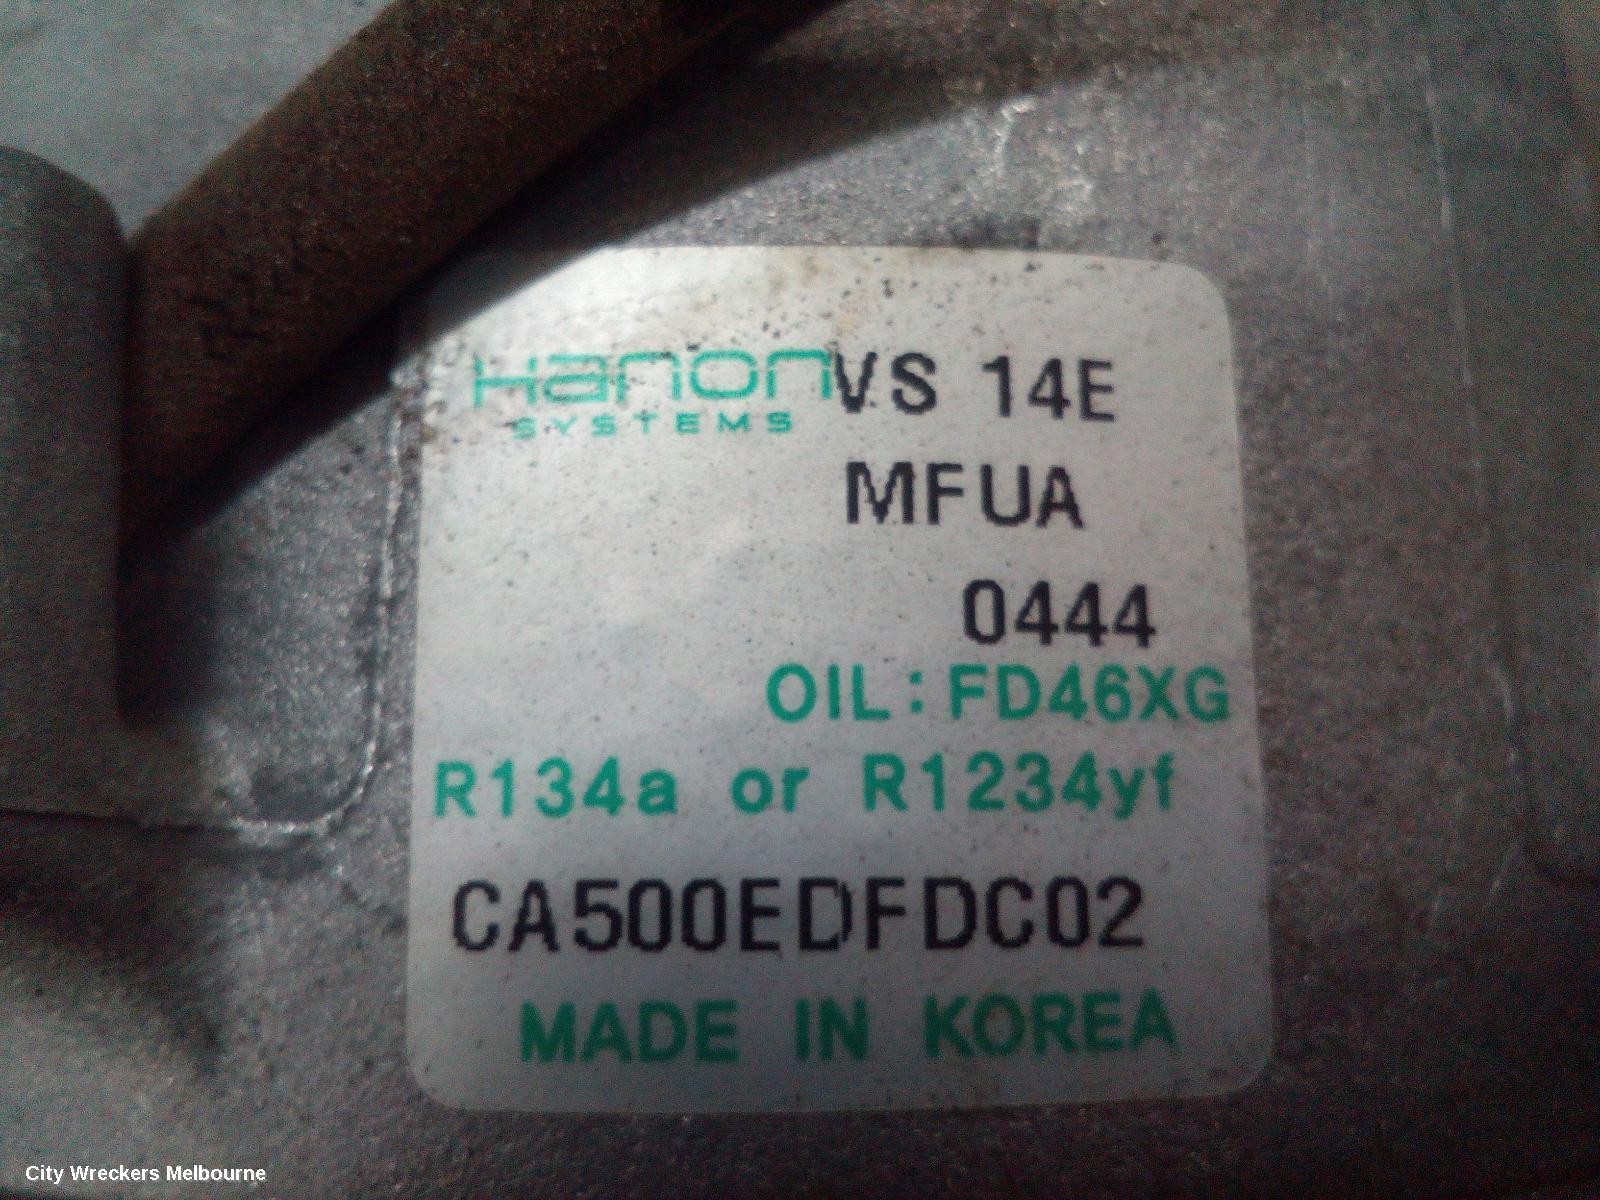 Hanon VS 14E
SYSTEMS
MFUA
0444
OIL: FD46XG
R134a or R1234yf
CA500EDFDC02
MADE IN KOREA
City Wreckers Melbourne